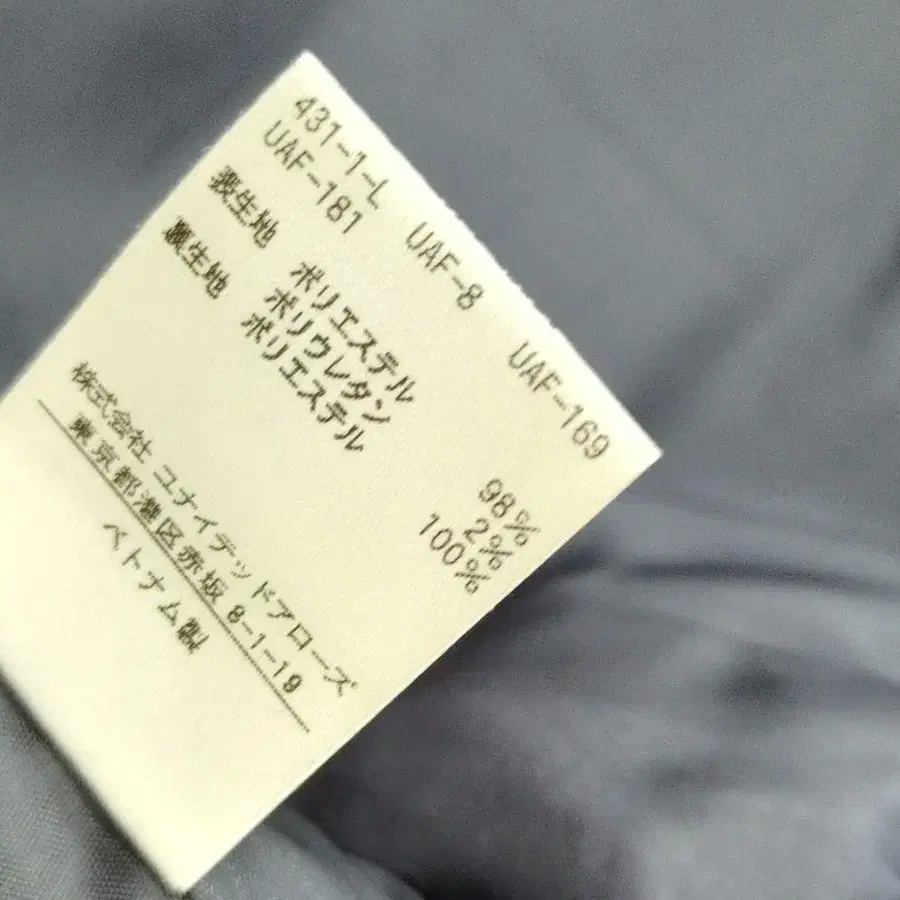 431-1-L UAF-8 UAF-169
UAF-181
表生地 ポリエステル 98%
ポリウレタン 2%
裏生地 ポリエステル 100%
株式会社 ユナイテッドアローズ
東京都港区赤坂 8-1-19
ベトナム製